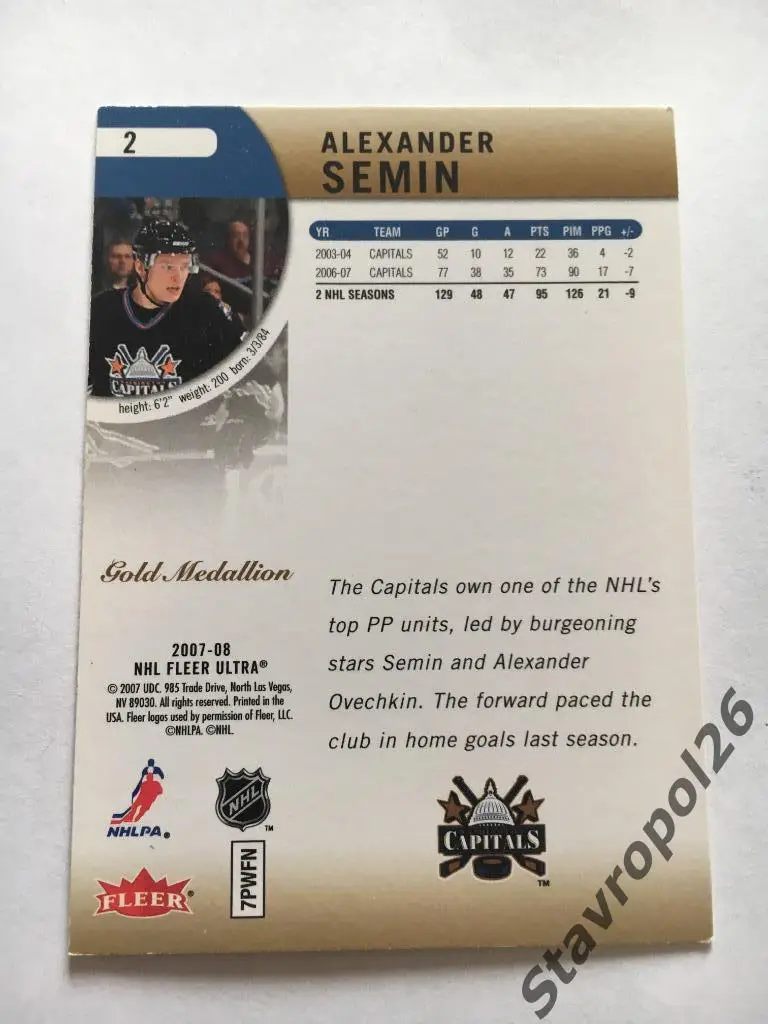 2
ALEXANDER
SEMIN
YR TEAM GP G A PTS PIM PPG +/-
2003-04 CAPITALS 52 10 12 22 36 4 -2
2006-07 CAPITALS 77 38 35 73 90 17 -7
2 NHL SEASONS 129 48 47 95 126 21 -9
CAPITALS
height: 6'2" weight: 200 born: 3/3/84
Gold Medallion
The Capitals own one of the NHL's
top PP units, led by burgeoning
stars Semin and Alexander
Ovechkin. The forward paced the
club in home goals last season.
2007-08
NHL FLEER ULTRA®
© 2007 UDC. 985 Trade Drive, North Las Vegas,
NV 89030. All rights reserved. Printed in the
USA. Fleer logos used by permission of Fleer, LLC.
©NHLPA. ©NHL.
NHLPA®
NHL™
CAPITALS™
FLEER®
7PWFN
Stavropol26